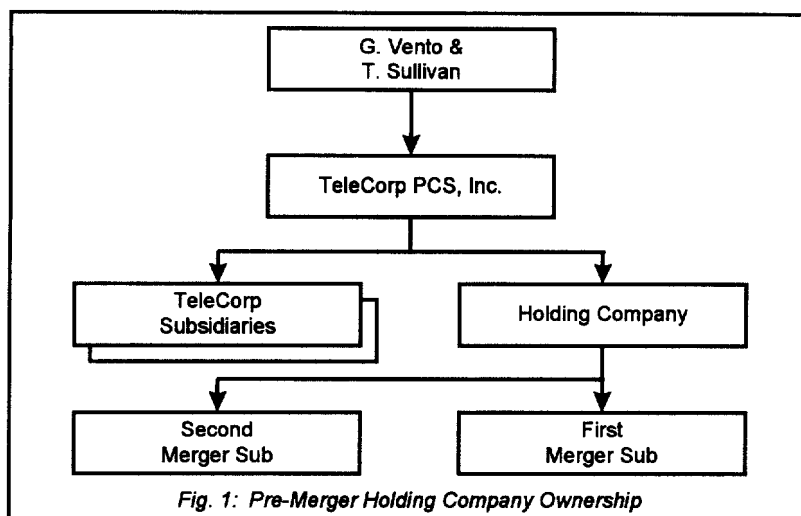 G. Vento &
T. Sullivan
TeleCorp PCS, Inc.
TeleCorp
Subsidiaries
Holding Company
Second
Merger Sub
First
Merger Sub
Fig. 1: Pre-Merger Holding Company Ownership